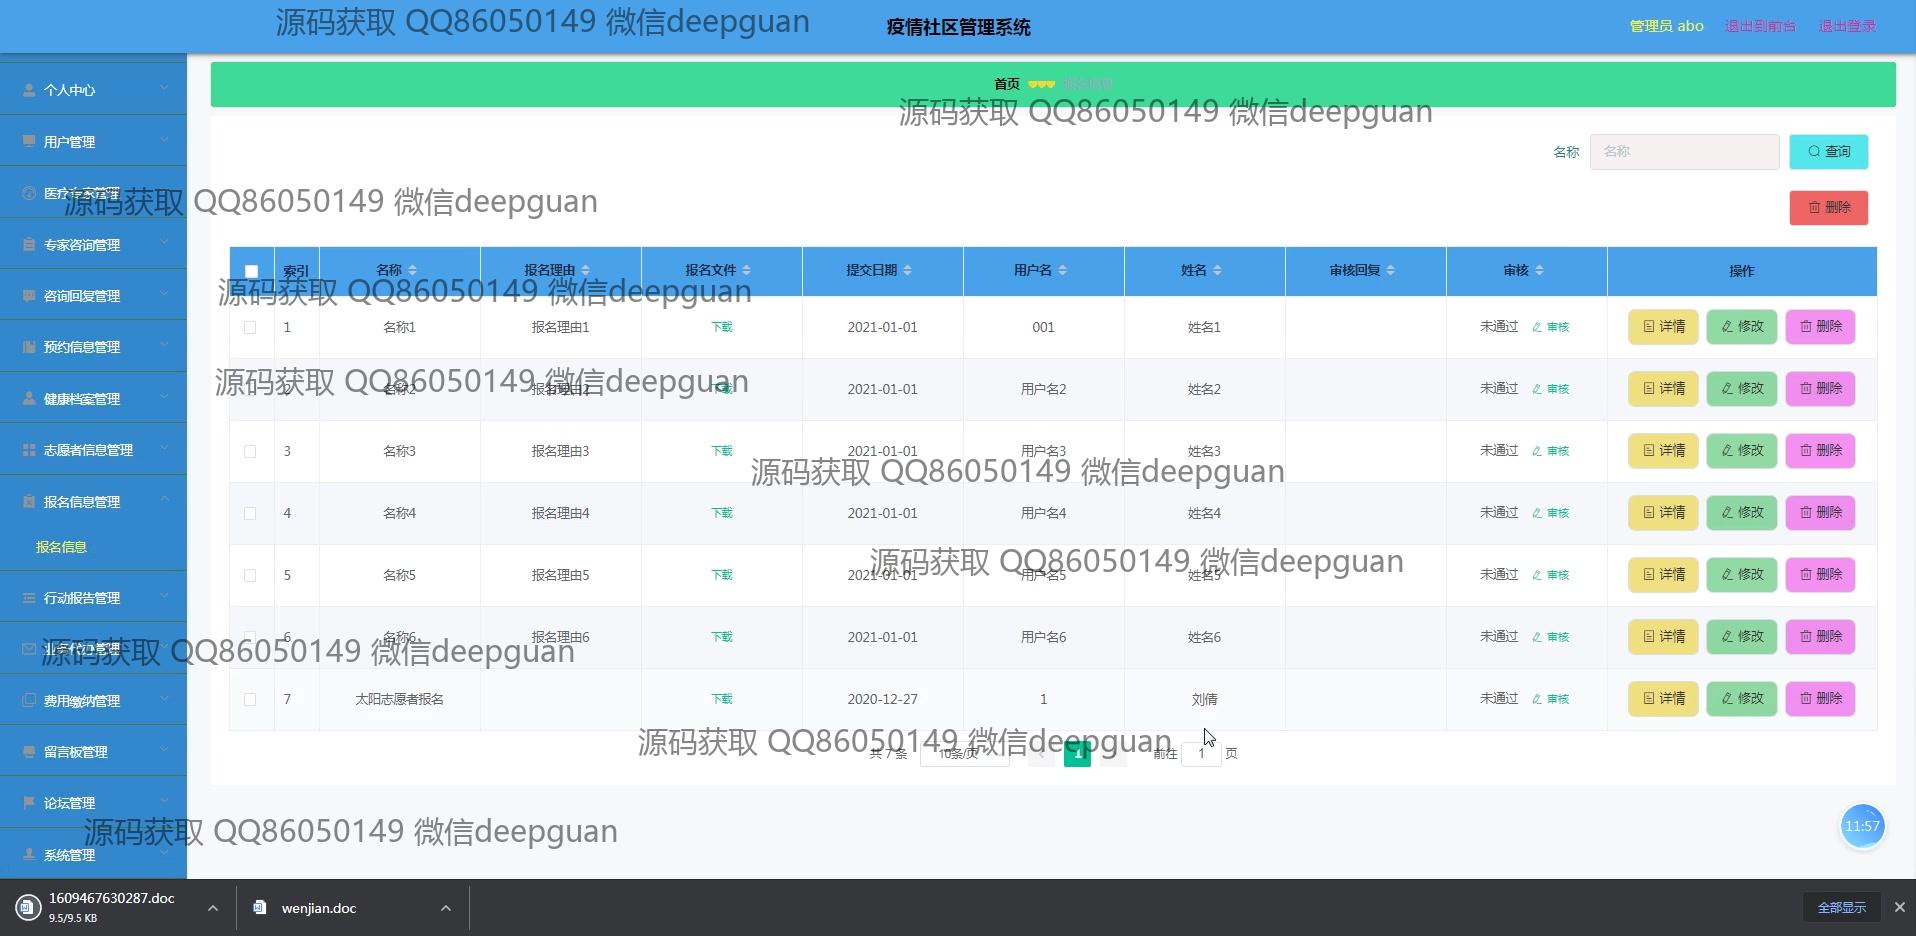 源码获取 QQ86050149 微信deepguan
疫情社区管理系统
管理员 abo 退出到前台 退出登录
个人中心
用户管理
医疗专家管理
专家咨询管理
咨询回复管理
预约信息管理
健康档案管理
志愿者信息管理
报名信息管理
报名信息
行动报告管理
业务代办管理
费用缴纳管理
留言板管理
论坛管理
系统管理
首页 报名信息
源码获取 QQ86050149 微信deepguan
名称 名称 查询
源码获取 QQ86050149 微信deepguan
删除
索引 名称 报名理由 报名文件 提交日期 用户名 姓名 审核回复 审核 操作
源码获取 QQ86050149 微信deepguan
1 名称1 报名理由1 下载 2021-01-01 001 姓名1 未通过 审核 详情 修改 删除
源码获取 QQ86050149 微信deepguan
2 名称2 报名理由2 下载 2021-01-01 用户名2 姓名2 未通过 审核 详情 修改 删除
3 名称3 报名理由3 下载 2021-01-01 用户名3 姓名3 未通过 审核 详情 修改 删除
源码获取 QQ86050149 微信deepguan
4 名称4 报名理由4 下载 2021-01-01 用户名4 姓名4 未通过 审核 详情 修改 删除
源码获取 QQ86050149 微信deepguan
5 名称5 报名理由5 下载 2021-01-01 用户名5 姓名5 未通过 审核 详情 修改 删除
6 名称6 报名理由6 下载 2021-01-01 用户名6 姓名6 未通过 审核 详情 修改 删除
源码获取 QQ86050149 微信deepguan
7 太阳志愿者报名 下载 2020-12-27 1 刘倩 未通过 审核 详情 修改 删除
源码获取 QQ86050149 微信deepguan
共 7 条 10条/页 1 前往 1 页
源码获取 QQ86050149 微信deepguan
11:57
1609467630287.doc
9.5/9.5 KB
wenjian.doc
全部显示